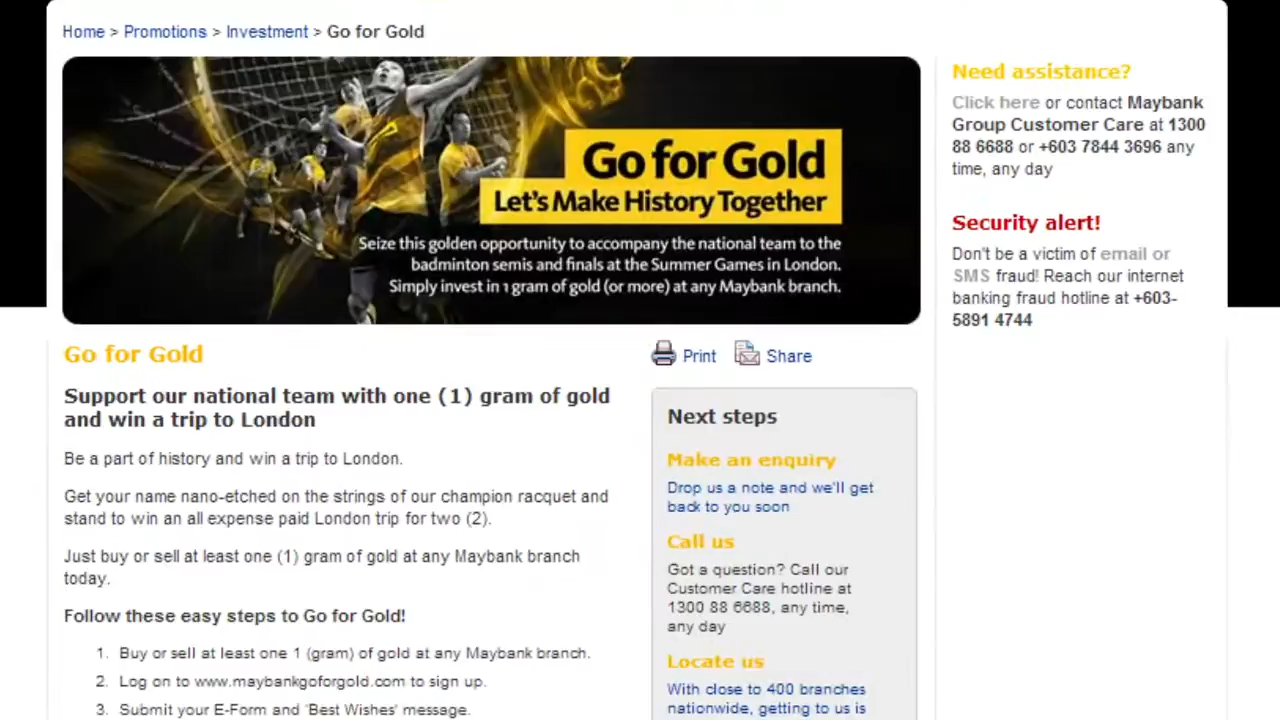 Home > Promotions > Investment > Go for Gold
Go for Gold
Let's Make History Together
Seize this golden opportunity to accompany the national team to the
badminton semis and finals at the Summer Games in London.
Simply invest in 1 gram of gold (or more) at any Maybank branch.
Go for Gold
Support our national team with one (1) gram of gold
and win a trip to London
Be a part of history and win a trip to London.
Get your name nano-etched on the strings of our champion racquet and
stand to win an all expense paid London trip for two (2).
Just buy or sell at least one (1) gram of gold at any Maybank branch
today.
Follow these easy steps to Go for Gold!
1. Buy or sell at least one 1 (gram) of gold at any Maybank branch.
2. Log on to www.maybankgoforgold.com to sign up.
3. Submit your E-Form and 'Best Wishes' message.
Print Share
Next steps
Make an enquiry
Drop us a note and we'll get
back to you soon
Call us
Got a question? Call our
Customer Care hotline at
1300 88 6688, any time,
any day
Locate us
With close to 400 branches
nationwide, getting to us is
Need assistance?
Click here or contact Maybank
Group Customer Care at 1300
88 6688 or +603 7844 3696 any
time, any day
Security alert!
Don't be a victim of email or
SMS fraud! Reach our internet
banking fraud hotline at +603-
5891 4744